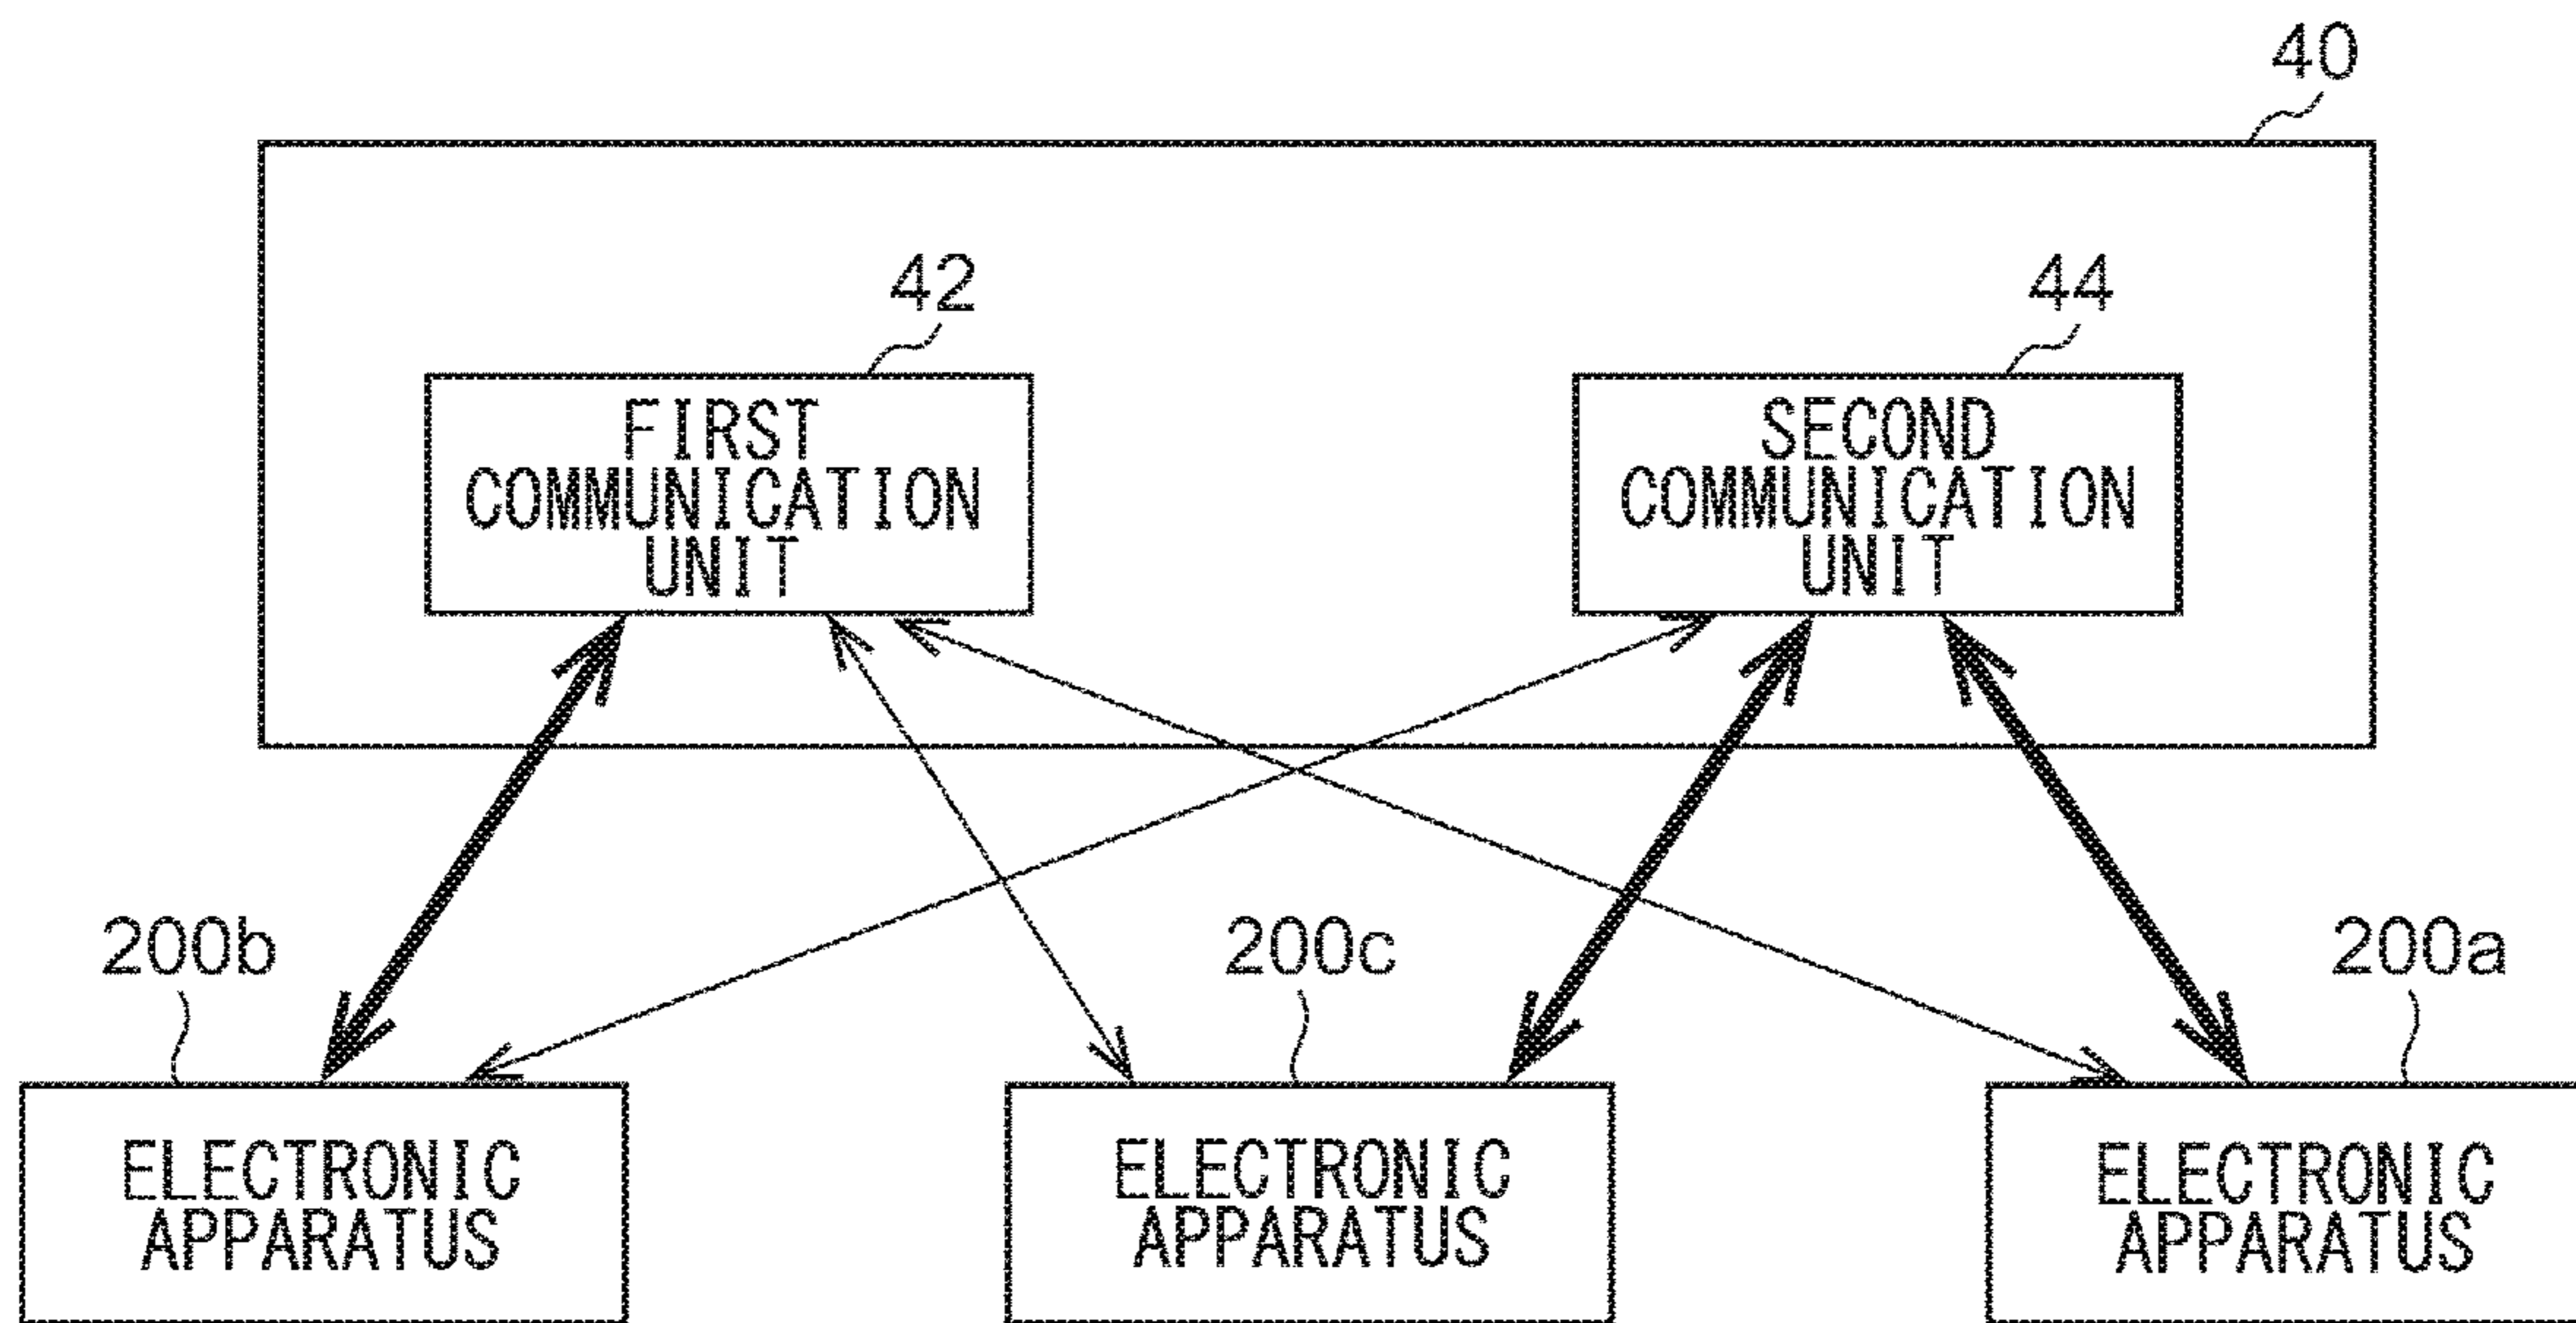 40
42
44
FIRST
COMMUNICATION
UNIT
SECOND
COMMUNICATION
UNIT
200b
200c
200a
ELECTRONIC
APPARATUS
ELECTRONIC
APPARATUS
ELECTRONIC
APPARATUS